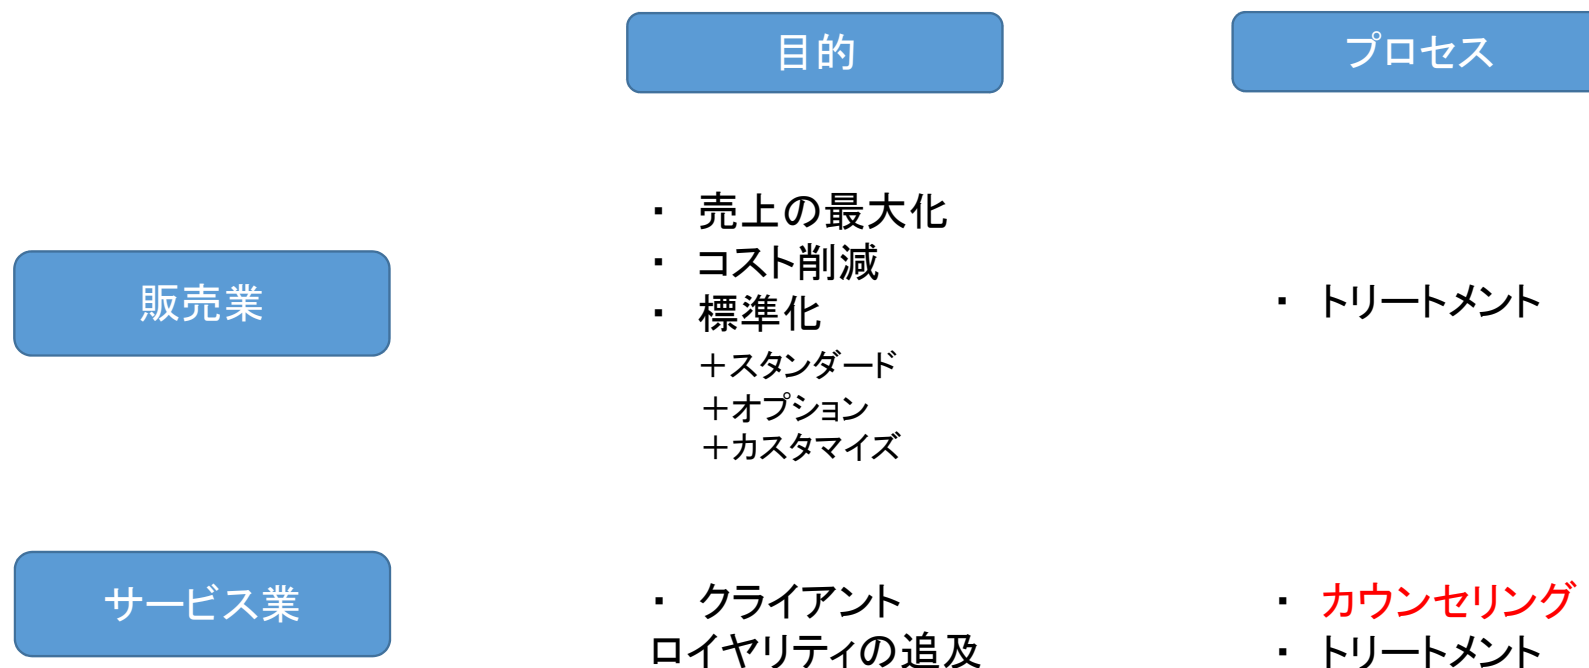 目的
プロセス
販売業
・ 売上の最大化
・ コスト削減
・ 標準化
＋スタンダード
＋オプション
＋カスタマイズ
・ トリートメント
サービス業
・ クライアント
ロイヤリティの追及
・ カウンセリング
・ トリートメント